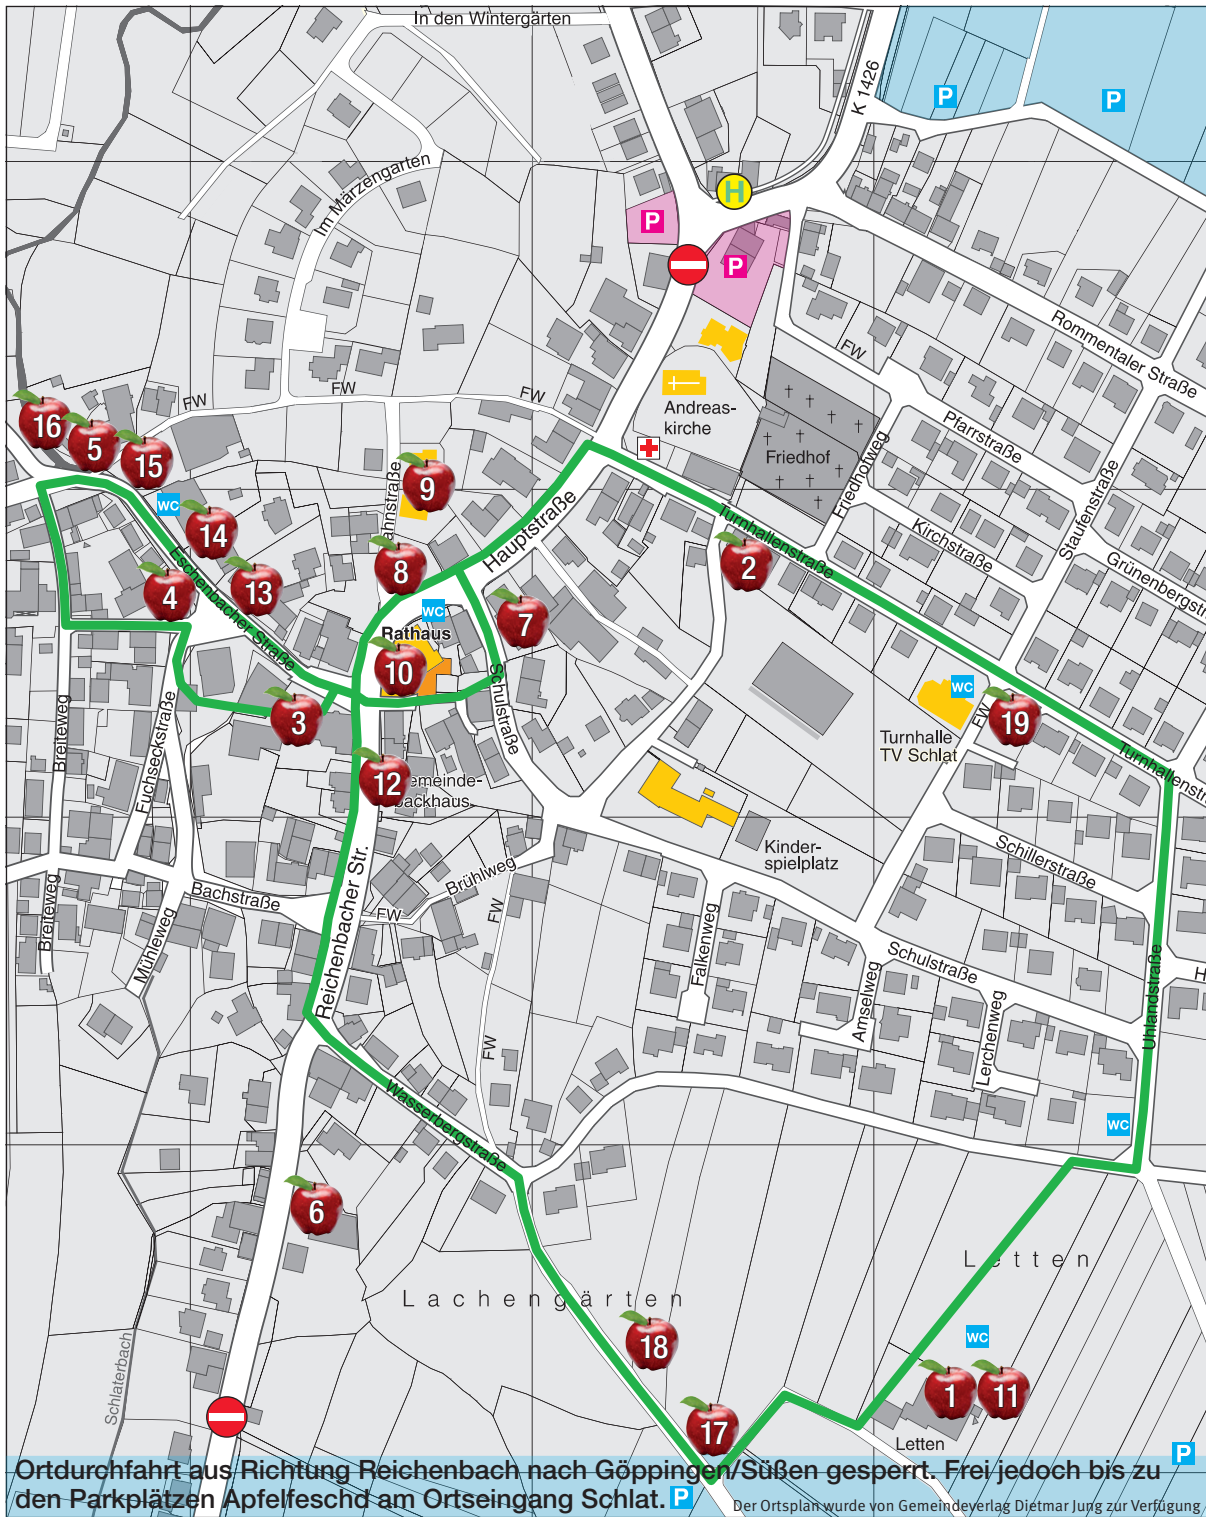 In den Wintergärten
K 1426
P
P
Im Märzengarten
H
P
P
Rommentaler Straße
FW
FW
FW
FW
Andreas-
kirche
Pfarrstraße
Friedhof
Friedhofweg
16
5
15
WC
9
Hauptstraße
Turnhallenstraße
Kirchstraße
Staufenstraße
Grünenbergst
14
ahnstraße
8
2
4
13
Eschenbacher Straße
WC
Rathaus
7
10
Schulstraße
3
WC
19
FW
Turnhalle
TV Schlat
Turnhallenst
Breiteweg
Fuchseckstraße
12
emeinde-
backhaus
Kinder-
spielplatz
Schillerstraße
Reichenbacher Str.
Brühlweg
Bachstraße
FW
FW
Breiteweg
Mühleweg
Falkenweg
Schulstraße
Amselweg
Lerchenweg
Uhlandstraße
H
FW
Wasserbergstraße
WC
6
Letten
Lachengärten
WC
18
1
11
17
Schlaterbach
Letten
P
Ortdurchfahrt aus Richtung Reichenbach nach Göppingen/Süßen gesperrt. Frei jedoch bis zu
den Parkplätzen Apfelfeschd am Ortseingang Schlat. P
Der Ortsplan wurde von Gemeindeverlag Dietmar Jung zur Verfügung